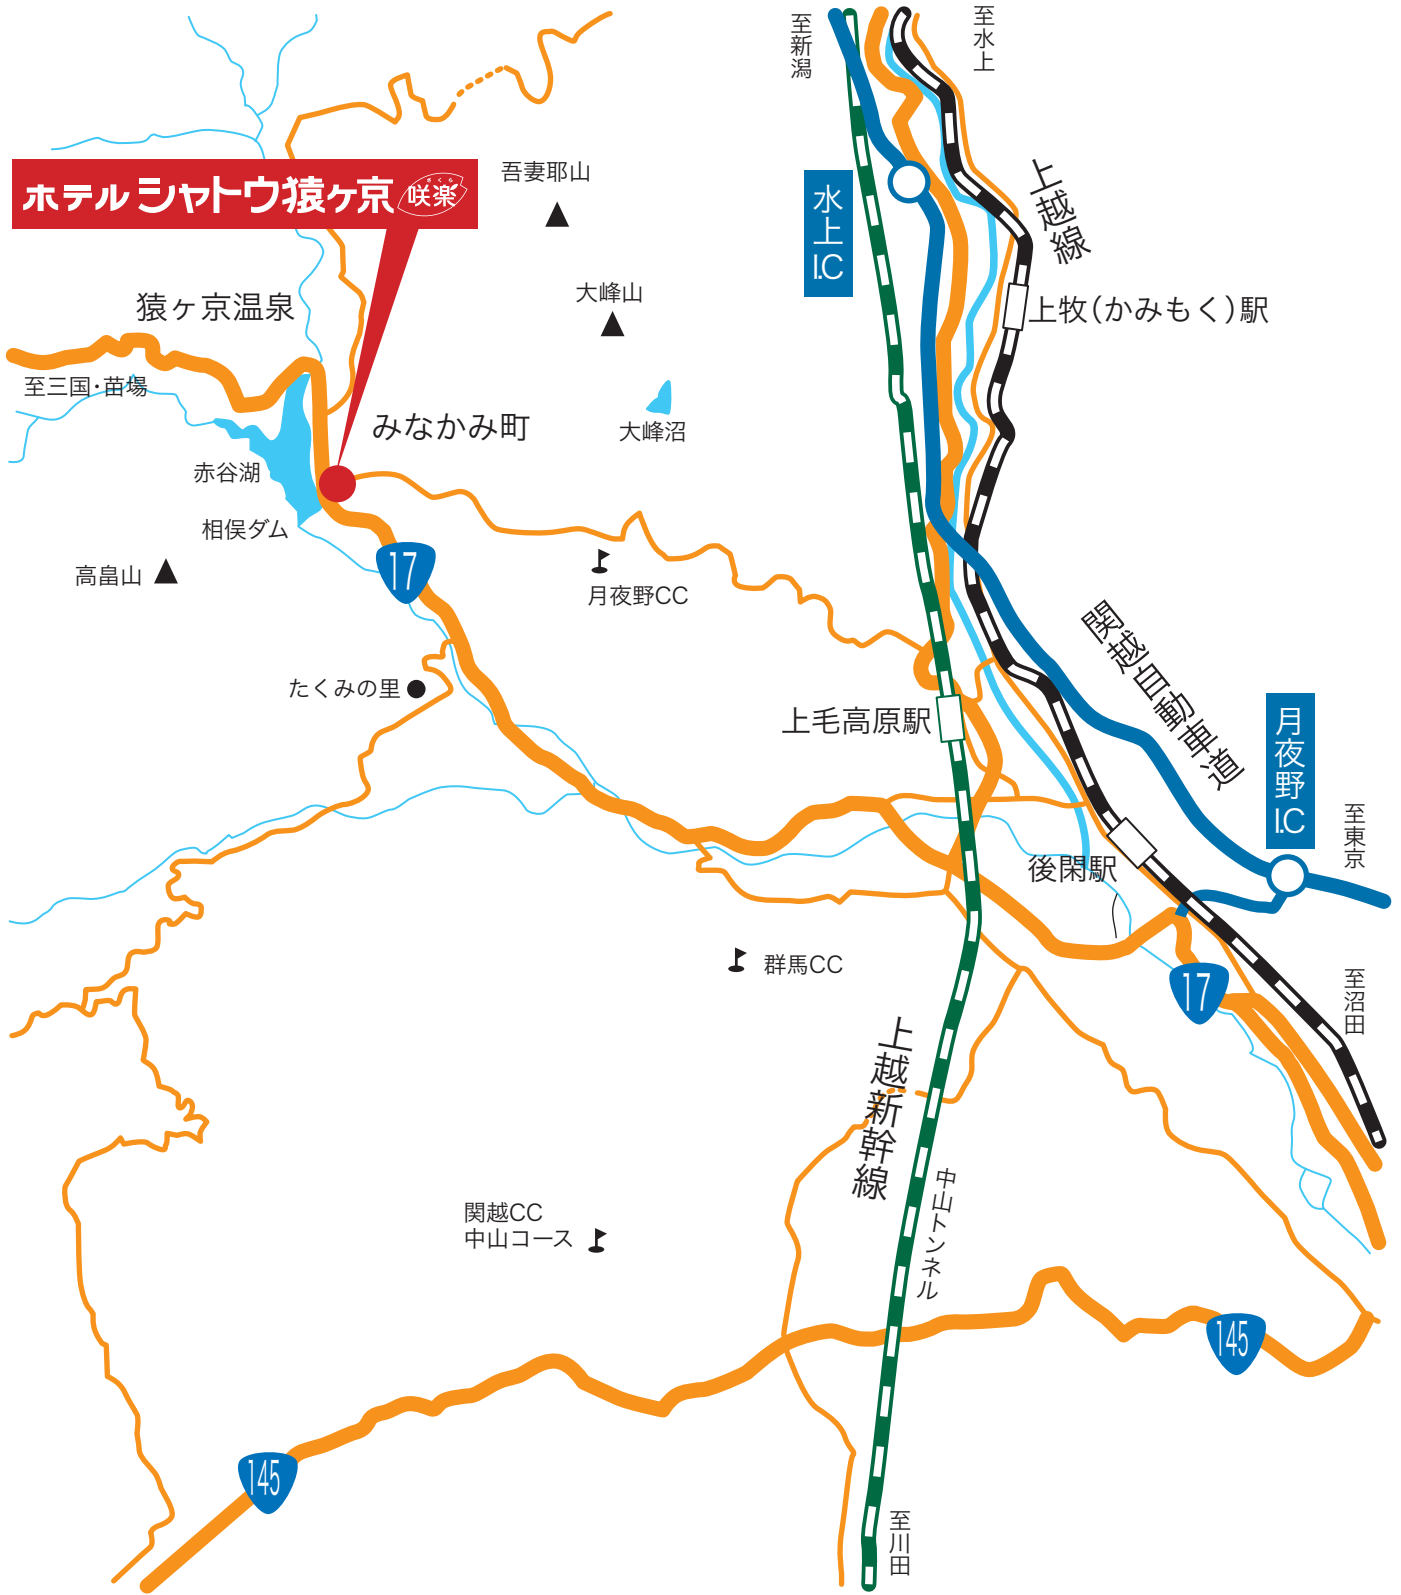 至新潟
至水上
吾妻耶山
ホテル シャトウ猿ヶ京 咲楽
さくら
水上I.C
上越線
大峰山
猿ヶ京温泉
上牧(かみもく)駅
至三国・苗場
みなかみ町
大峰沼
赤谷湖
相俣ダム
17
高畠山
月夜野CC
関越自動車道
たくみの里
上毛高原駅
月夜野I.C
至東京
後閑駅
群馬CC
17
至沼田
上越新幹線
中山トンネル
関越CC
中山コース
145
145
至川田